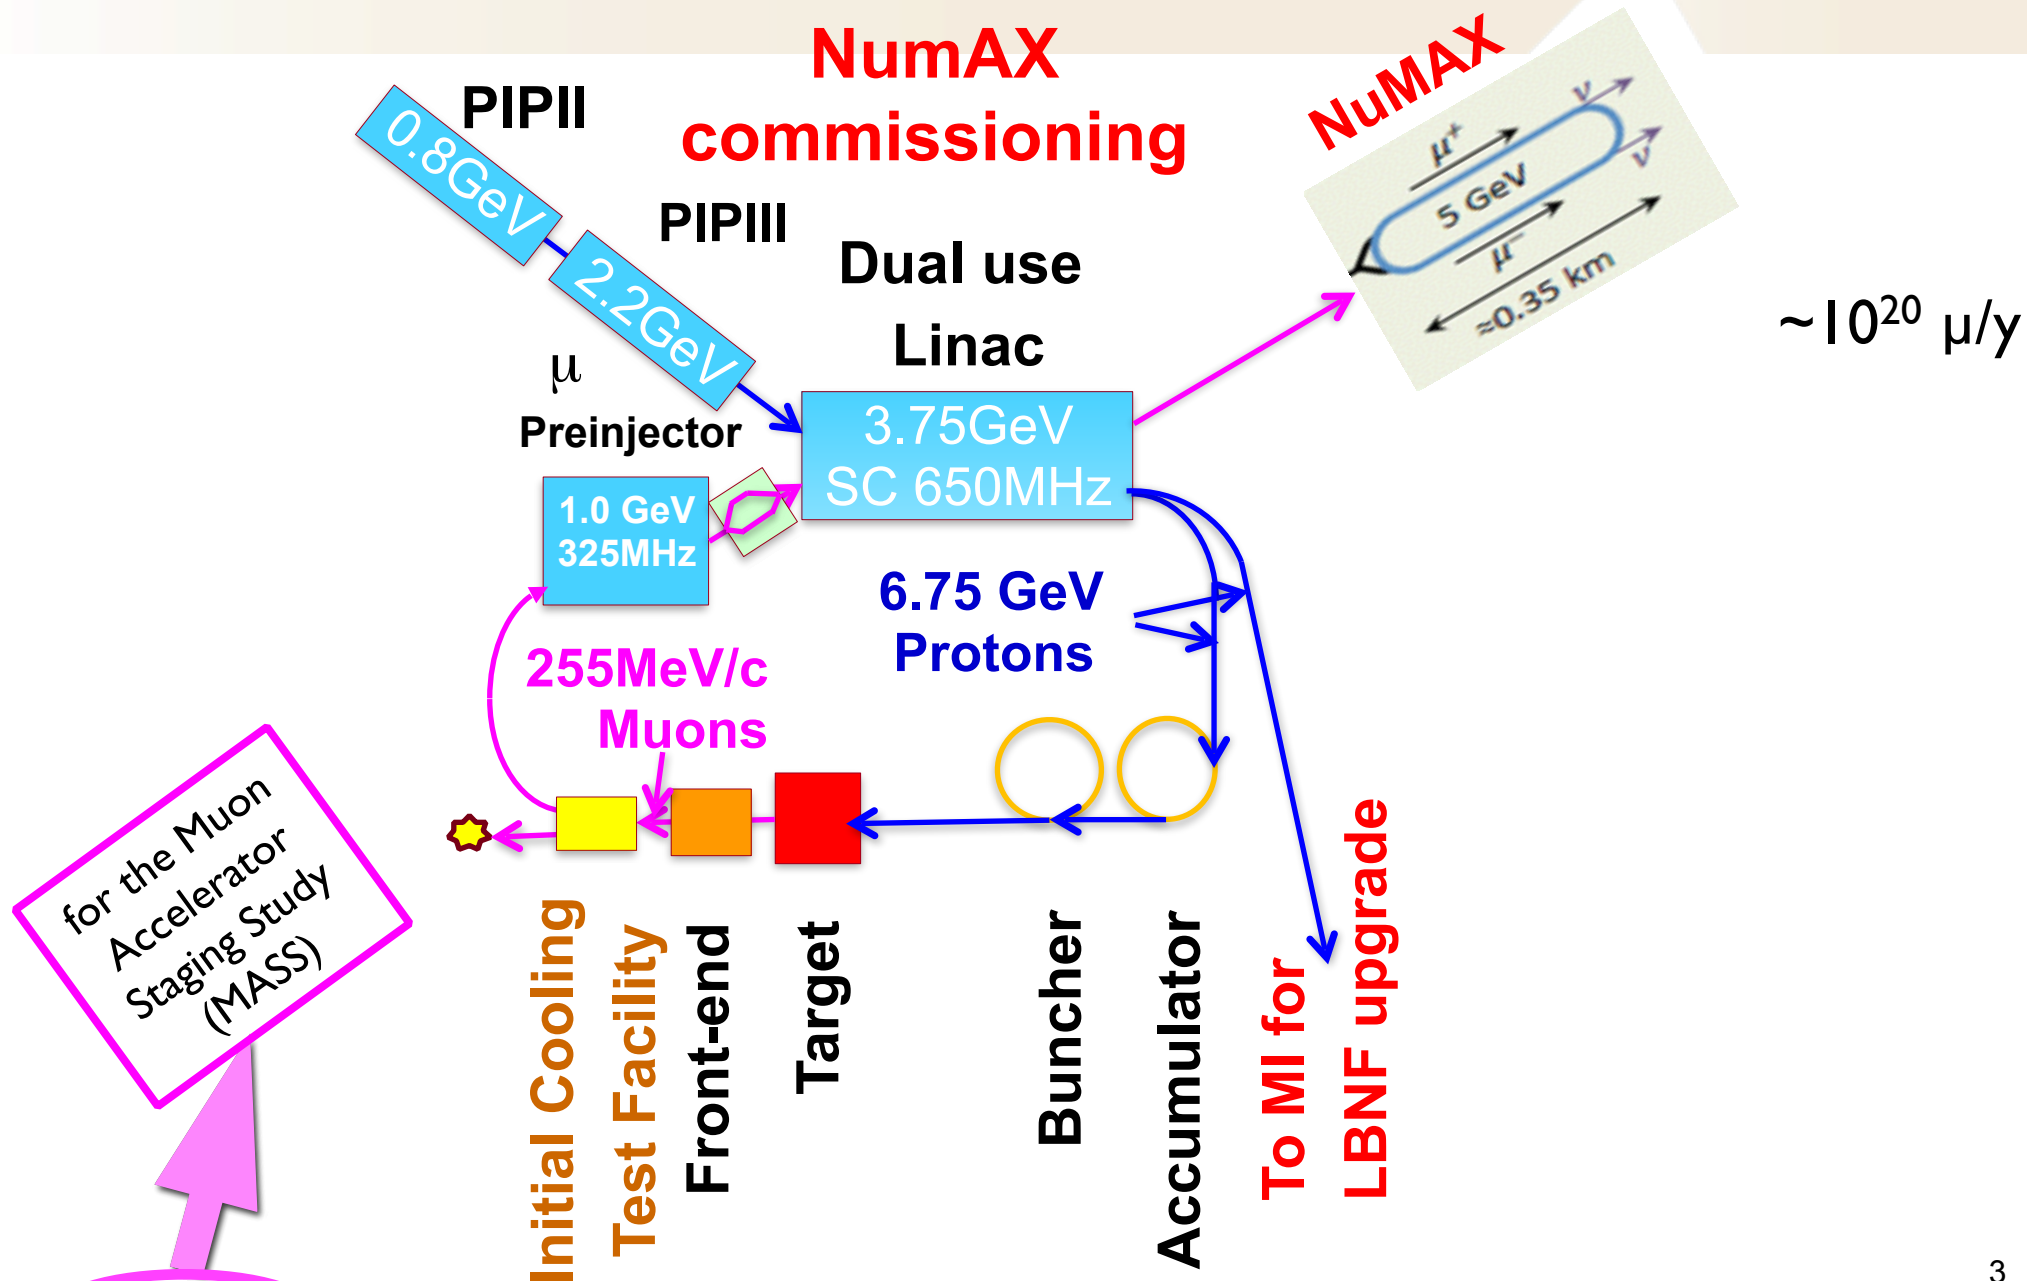 NumAX
commissioning
NuMAX
PIPII
0.8GeV
PIPIII
2.2GeV
Dual use
Linac
ν
ν
μ⁺
5 GeV
μ⁻
≈0.35 km
~10²⁰ μ/y
μ
Preinjector
3.75GeV
SC 650MHz
1.0 GeV
325MHz
6.75 GeV
Protons
255MeV/c
Muons
for the Muon
Accelerator
Staging Study
(MASS)
Initial Cooling
Test Facility
Front-end
Target
Buncher
Accumulator
To MI for
LBNF upgrade
3